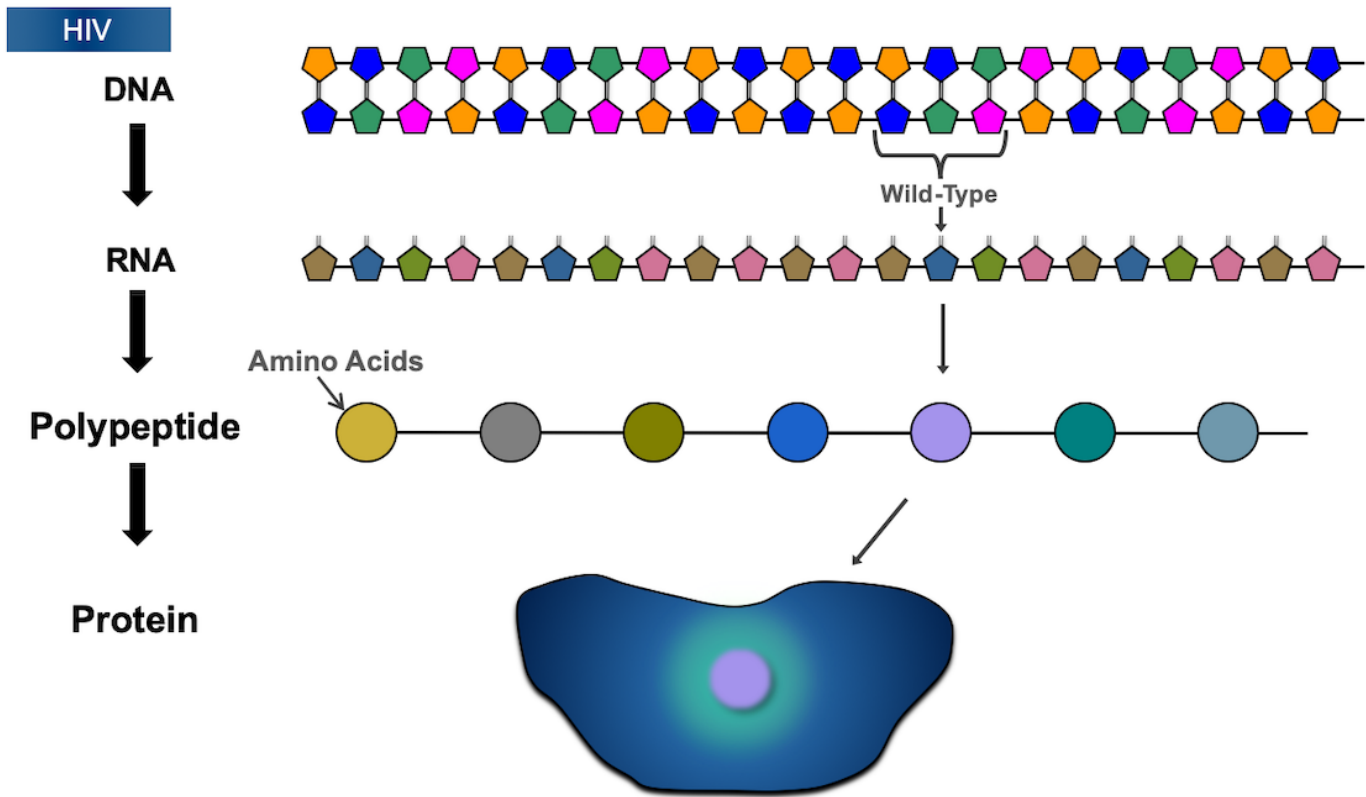 HIV
DNA
Wild-Type
RNA
Amino Acids
Polypeptide
Protein